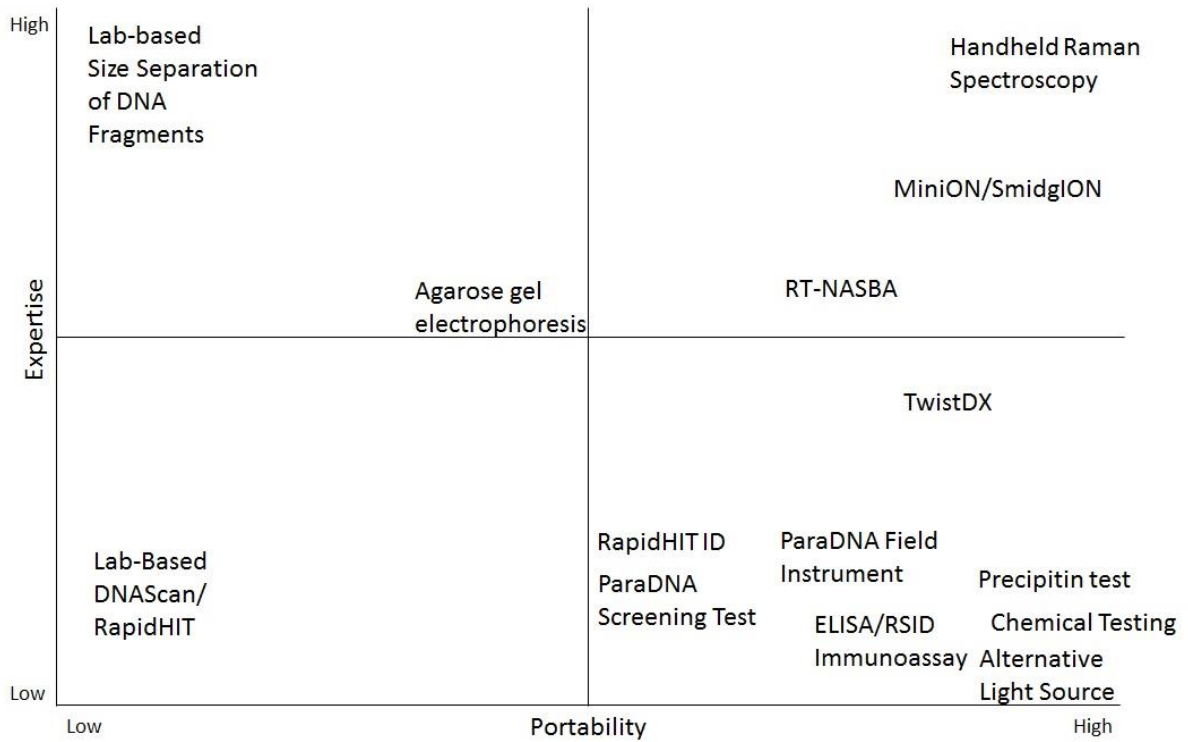 High
Lab-based
Size Separation
of DNA
Fragments
Handheld Raman
Spectroscopy
MiniON/SmidgION
Agarose gel
electrophoresis
RT-NASBA
Expertise
TwistDX
Lab-Based
DNAScan/
RapidHIT
RapidHIT ID
ParaDNA
Screening Test
ParaDNA Field
Instrument
ELISA/RSID
Immunoassay
Precipitin test
Chemical Testing
Alternative
Light Source
Low
Low
Portability
High